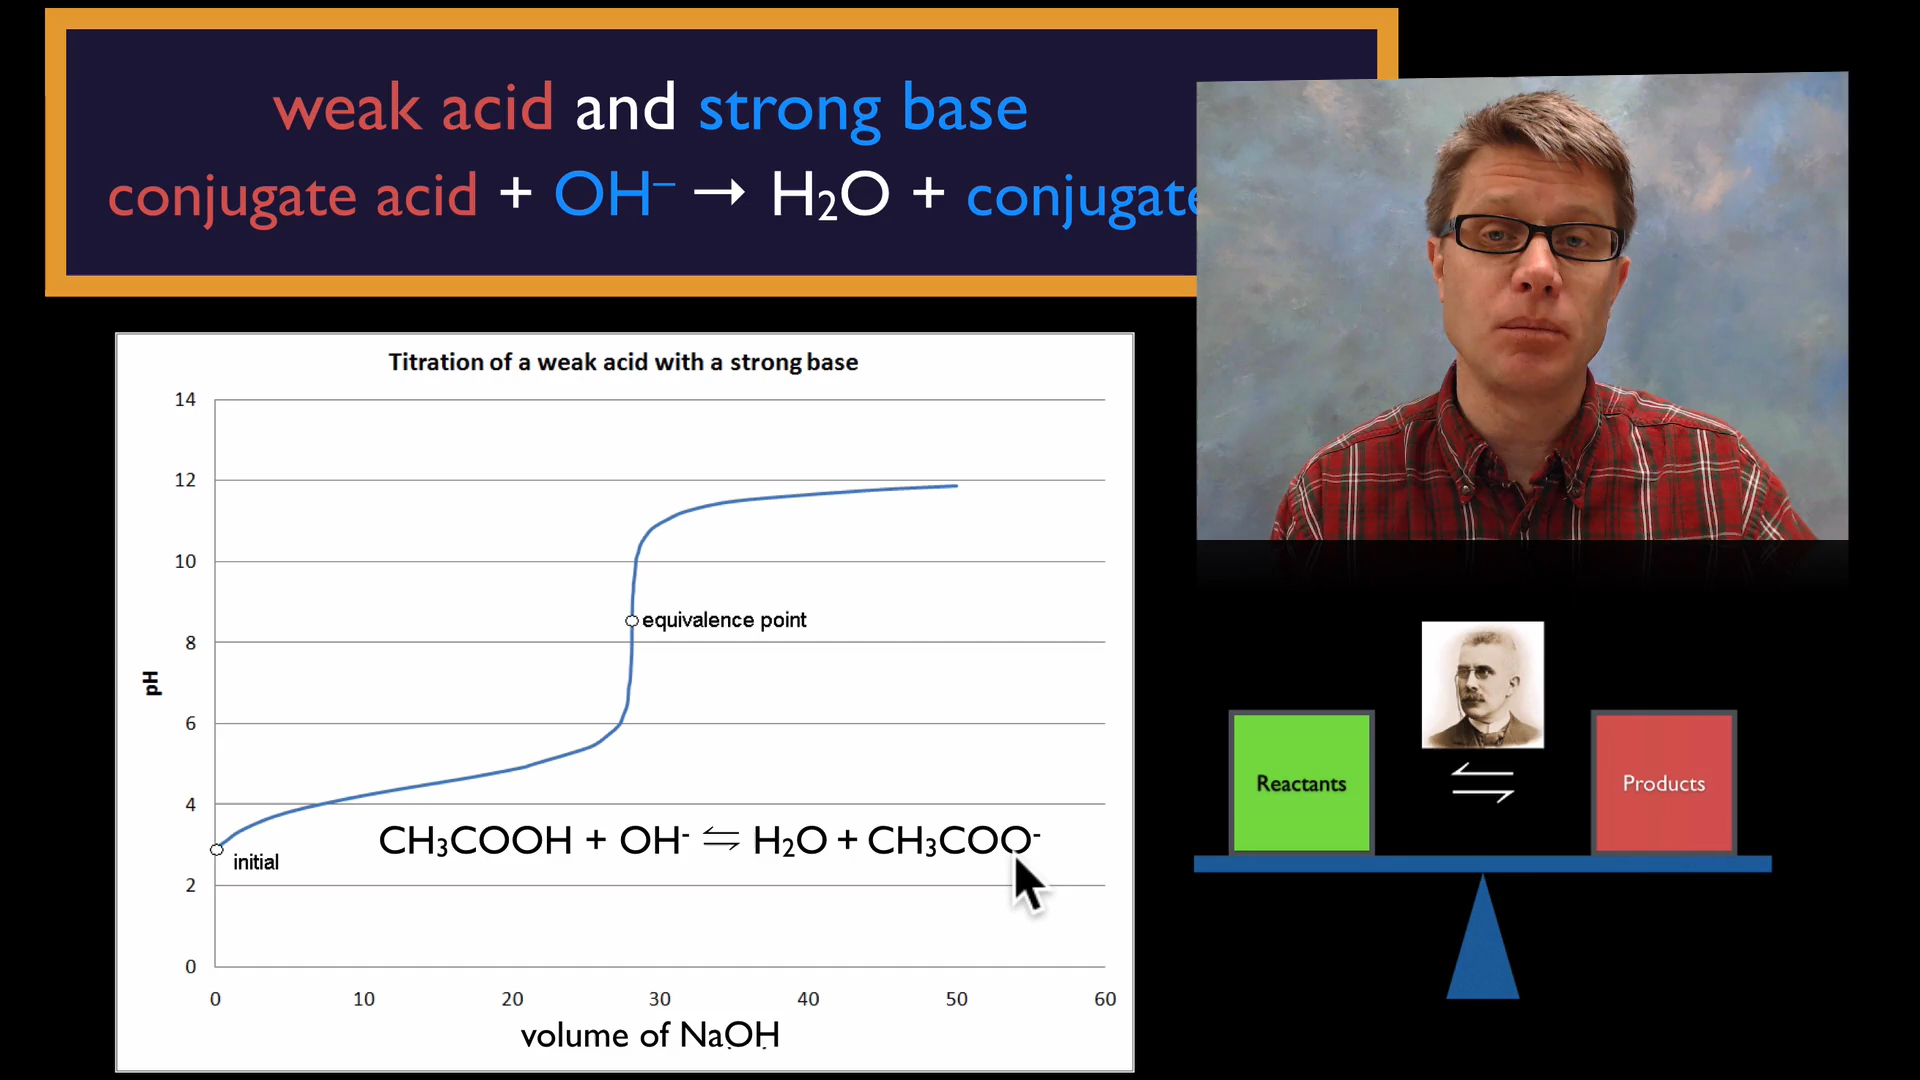 weak acid and strong base
conjugate acid + OH⁻ → H₂O + conjugate
Titration of a weak acid with a strong base
14
12
10
8
6
4
2
0
pH
equivalence point
initial
CH₃COOH + OH⁻ ⇌ H₂O + CH₃COO⁻
0 10 20 30 40 50 60
volume of NaOH
Reactants
⇌
Products